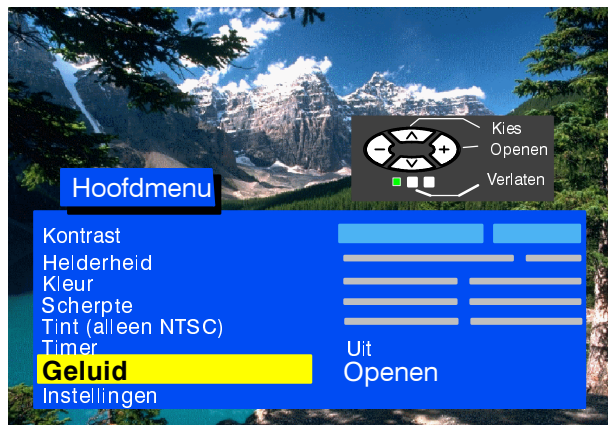 Kies
Openen
Verlaten
Hoofdmenu
Kontrast
Helderheid
Kleur
Scherpte
Tint (alleen NTSC)
Timer Uit
Geluid Openen
Instellingen